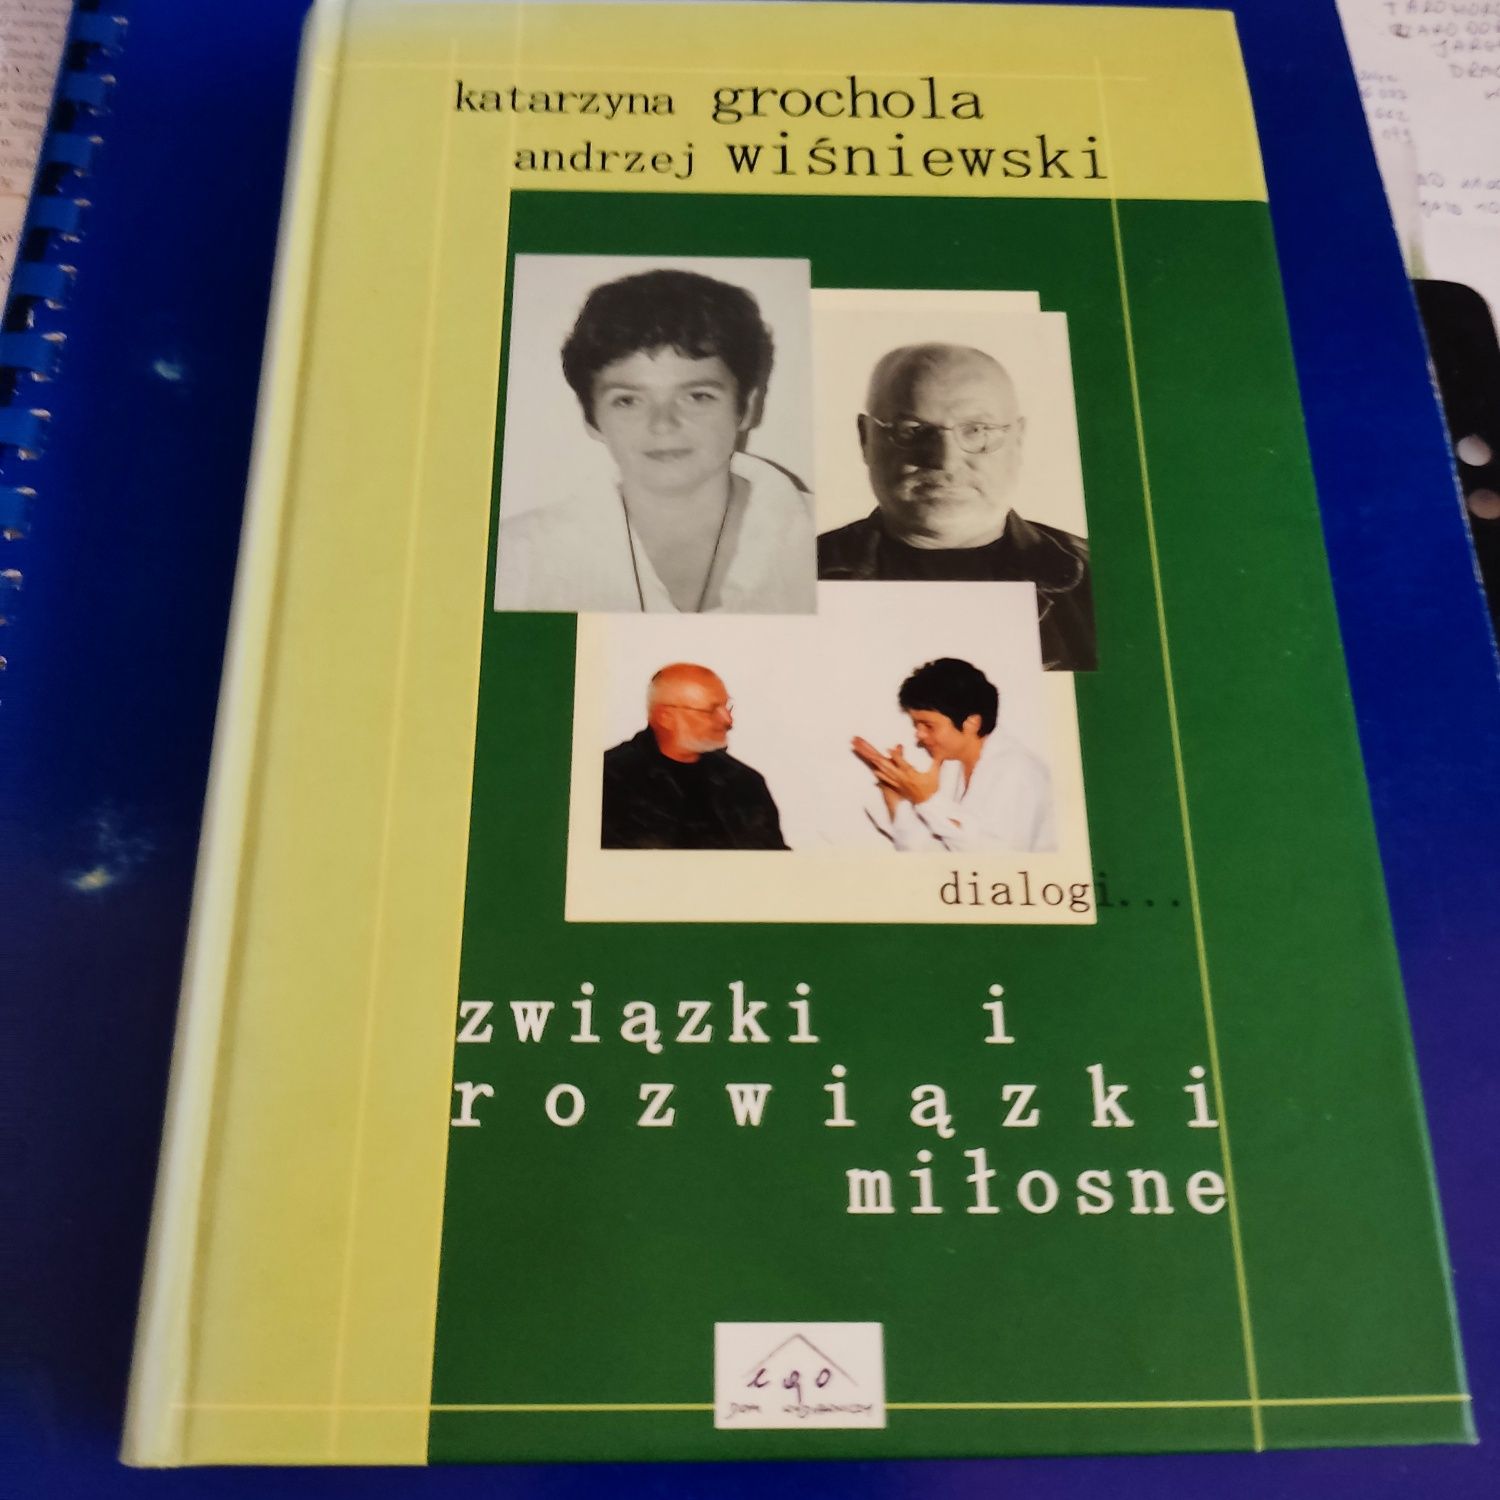 katarzyna grochola
andrzej wiśniewski
dialogi...
związki i
rozwiązki
miłosne
ego